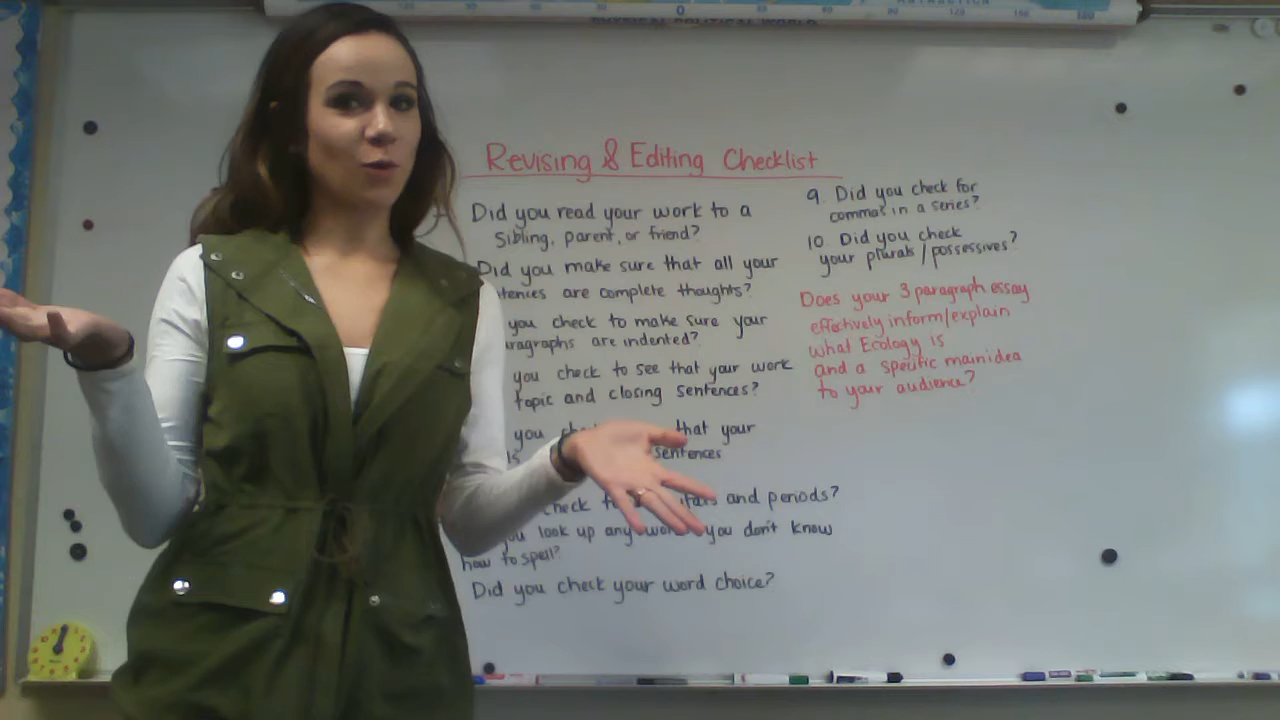 PHYSICAL POLITICAL WORLD
Revising & Editing Checklist
Did you read your work to a
Sibling, parent, or friend?
Did you make sure that all your
tences are complete thoughts?
you check to make sure your
ragraphs are indented?
you check to see that your work
topic and closing sentences?
you that your
sentences
check and periods?
look up any you don't know
how to spell?
Did you check your word choice?
9. Did you check for
commas in a series?
10. Did you check
your plurals/possessives?
Does your 3 paragraph essay
effectively inform/explain
what Ecology is
and a specific main idea
to your audience?